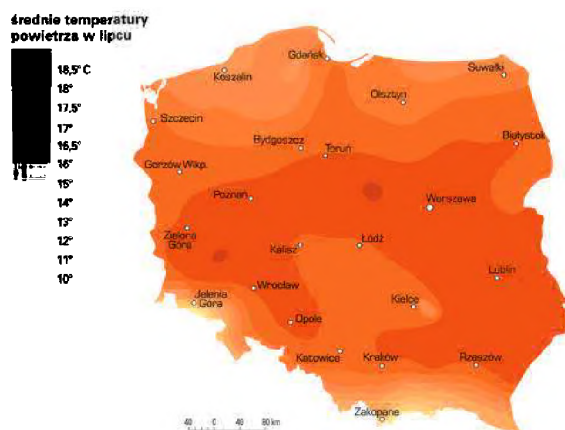 średnie temperatury
powietrza w lipcu
18,5° C
18°
17,5°
17°
16,5°
16°
15°
14°
13°
12°
11°
10°
Gdańsk
Koszalin
Suwałki
Olsztyn
Szczecin
Białystok
Bydgoszcz
Toruń
Gorzów Wlkp.
Poznań
Warszawa
Zielona
Góra
Kalisz
Łódź
Lublin
Wrocław
Jelenia
Góra
Kielce
Opole
Katowice
Kraków
Rzeszów
Zakopane
40 0 40 80 km